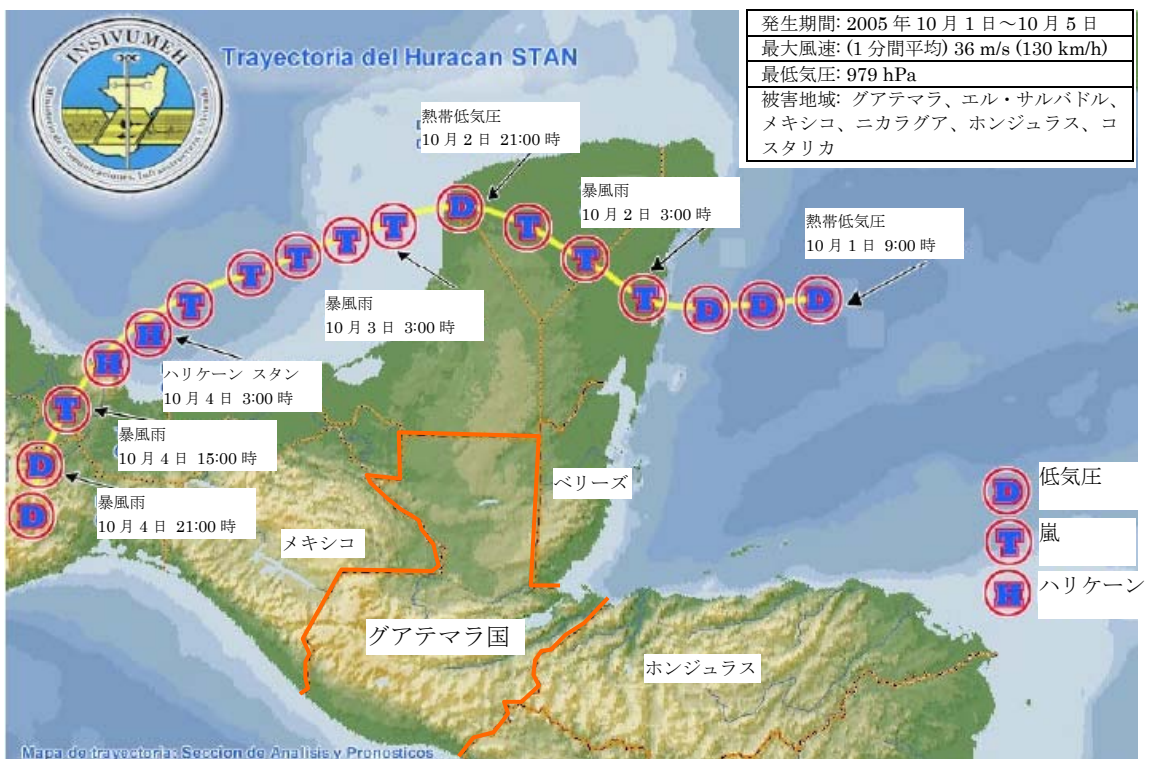 INSIVUMEH
Ministerio de Comunicaciones, Infraestructura y Vivienda
Trayectoria del Huracan STAN
発生期間: 2005 年 10 月 1 日~10 月 5 日
最大風速: (1 分間平均) 36 m/s (130 km/h)
最低気圧: 979 hPa
被害地域: グアテマラ、エル・サルバドル、
メキシコ、ニカラグア、ホンジュラス、コ
スタリカ
熱帯低気圧
10 月 2 日 21:00 時
暴風雨
10 月 2 日 3:00 時
熱帯低気圧
10 月 1 日 9:00 時
D
T
T
T
D
D
D
T
T
T
T
T
H
H
T
D
D
暴風雨
10 月 3 日 3:00 時
ハリケーン スタン
10 月 4 日 3:00 時
暴風雨
10 月 4 日 15:00 時
暴風雨
10 月 4 日 21:00 時
メキシコ
ベリーズ
グアテマラ国
ホンジュラス
D 低気圧
T 嵐
H ハリケーン
Mapa de trayectoria: Seccion de Analisis y Pronosticos